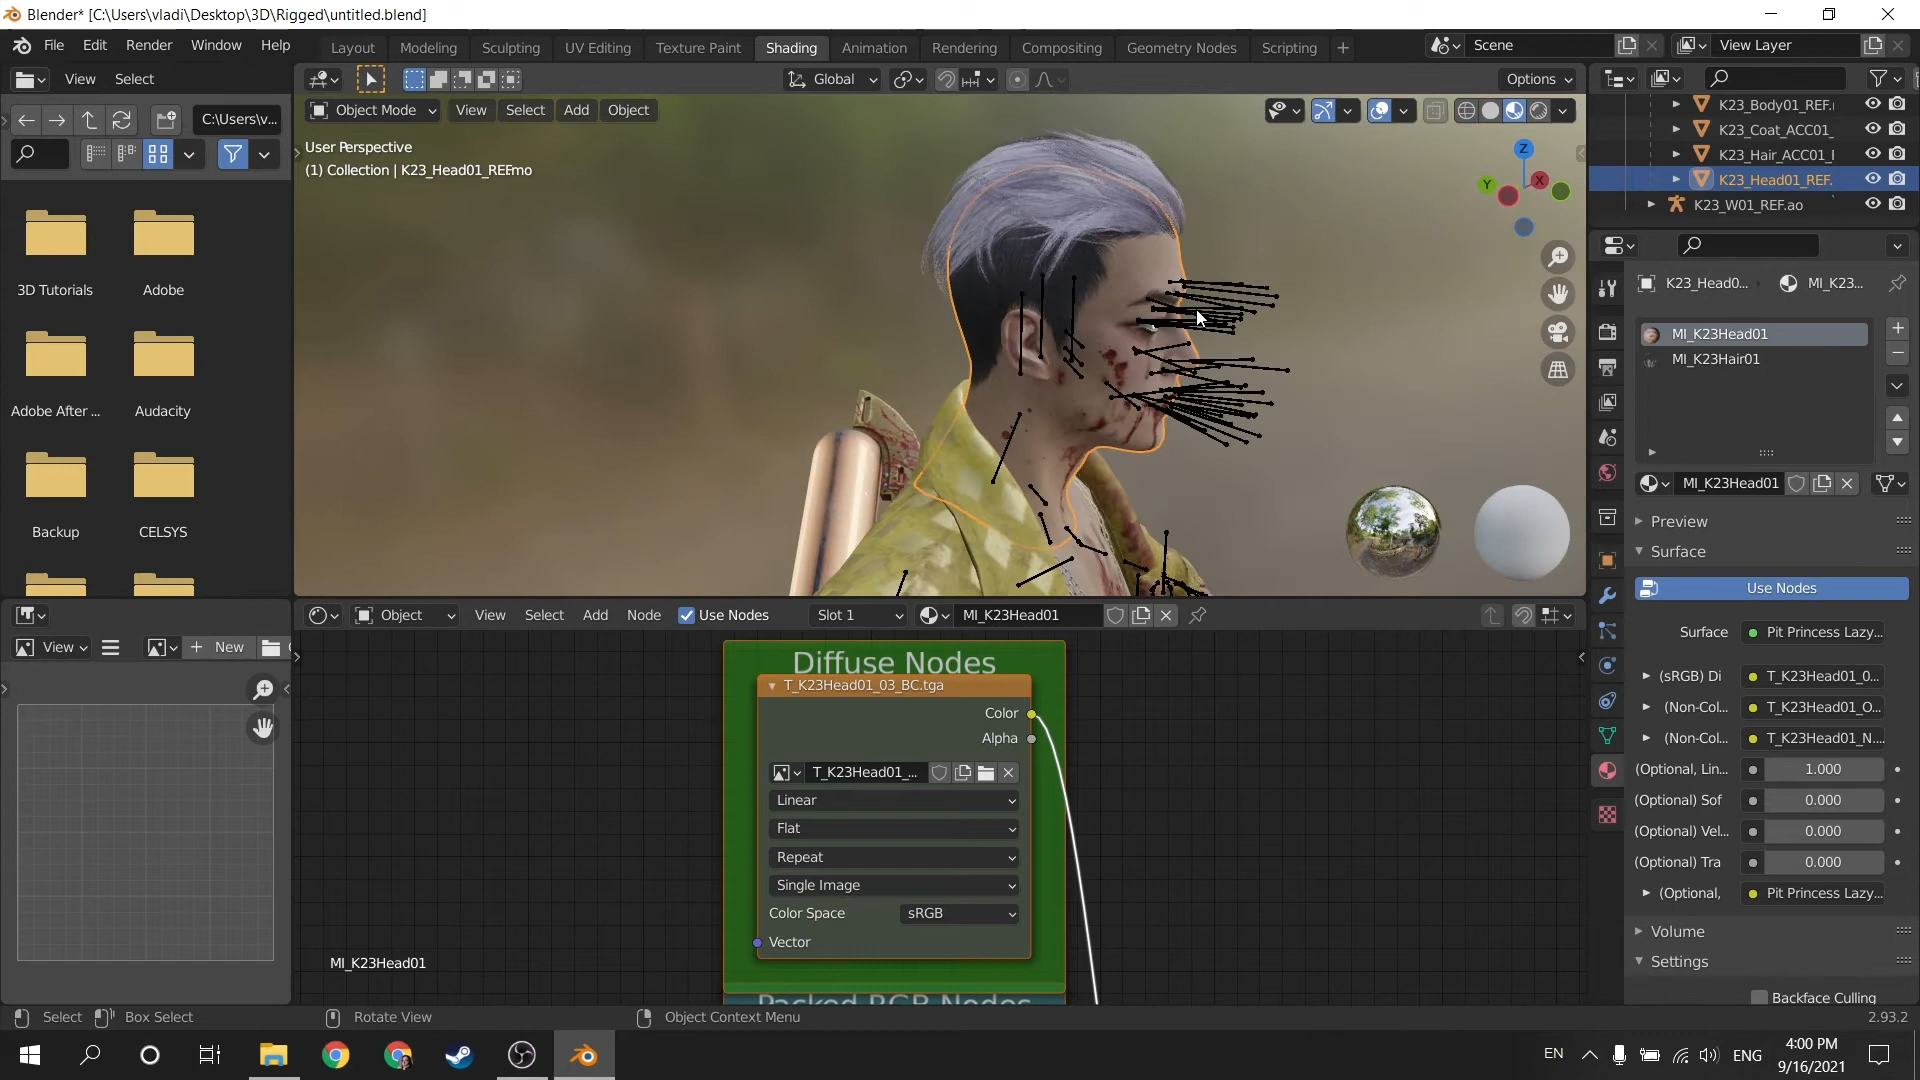 Blender* [C:\Users\vladi\Desktop\3D\Rigged\untitled.blend]
File Edit Render Window Help
Layout Modeling Sculpting UV Editing Texture Paint Shading Animation Rendering Compositing Geometry Nodes Scripting
Scene
View Layer
View Select
Global
Options
C:\Users\v...
Object Mode View Select Add Object
User Perspective
(1) Collection | K23_Head01_REFmo
Z
Y
X
3D Tutorials
Adobe
Adobe After ...
Audacity
Backup
CELSYS
K23_Body01_REF.
K23_Coat_ACC01_
K23_Hair_ACC01_
K23_Head01_REF.
K23_W01_REF.ao
K23_Head0...
MI_K23...
MI_K23Head01
MI_K23Hair01
MI_K23Head01
Preview
Surface
Use Nodes
Surface Pit Princess Lazy...
(sRGB) Di T_K23Head01_0...
(Non-Col... T_K23Head01_O...
(Non-Col... T_K23Head01_N....
(Optional, Lin... 1.000
(Optional) Sof 0.000
(Optional) Vel... 0.000
(Optional) Tra 0.000
(Optional, Pit Princess Lazy...
Volume
Settings
Backface Culling
View
New
Object View Select Add Node Use Nodes Slot 1 MI_K23Head01
Diffuse Nodes
T_K23Head01_03_BC.tga
Color
Alpha
T_K23Head01_...
Linear
Flat
Repeat
Single Image
Color Space sRGB
Vector
Packed RGB Nodes
MI_K23Head01
Select Box Select Rotate View Object Context Menu 2.93.2
EN
ENG
4:00 PM
9/16/2021